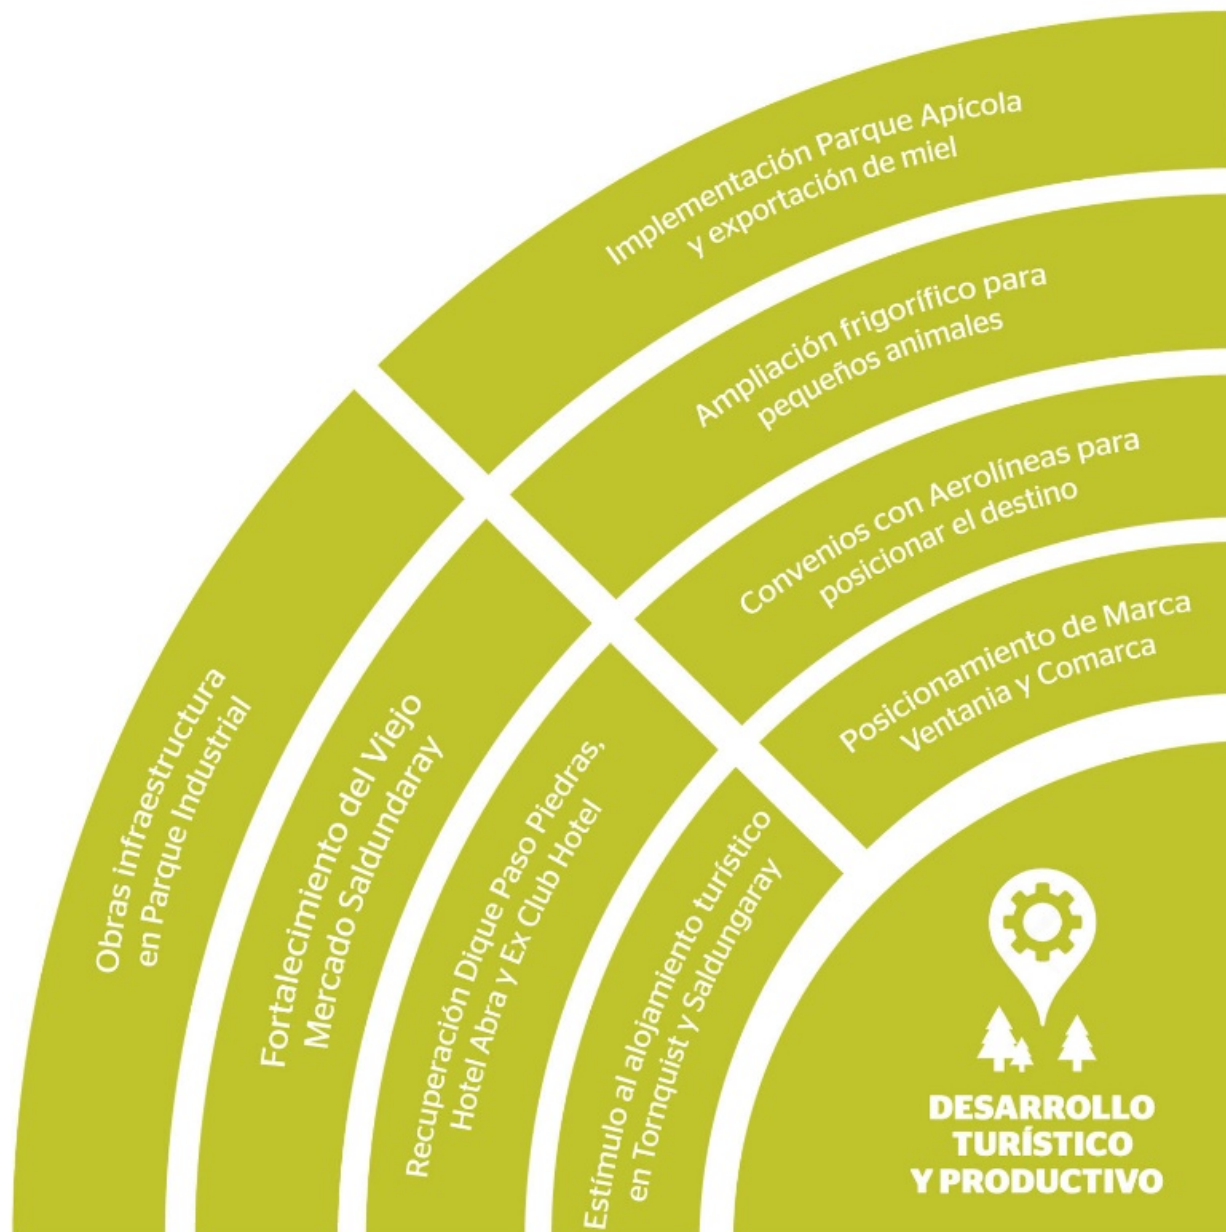 Implementación Parque Apícola
y exportación de miel
Ampliación frigorífico para
pequeños animales
Convenios con Aerolíneas para
posicionar el destino
Posicionamiento de Marca
Ventania y Comarca
Obras infraestructura
en Parque Industrial
Fortalecimiento del Viejo
Mercado Saldundaray
Recuperación Dique Paso Piedras,
Hotel Abra y Ex Club Hotel
Estímulo al alojamiento turístico
en Tornquist y Saldungaray
DESARROLLO
TURÍSTICO
Y PRODUCTIVO